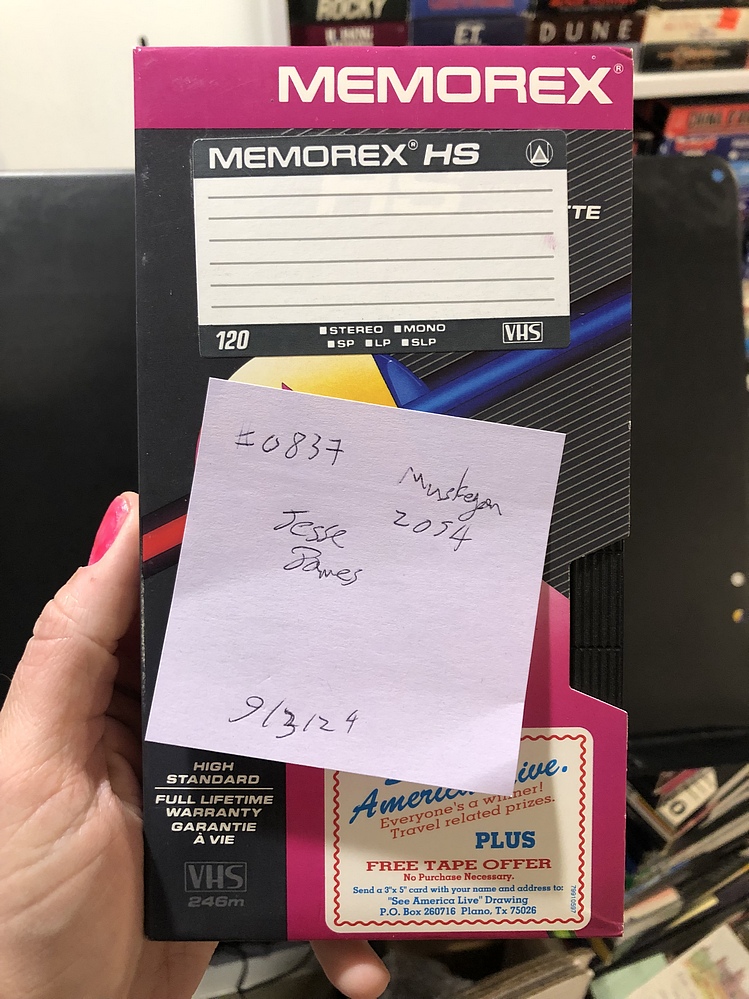 ROCKY
E.T.
DUNE
MEMOREX®
MEMOREX® HS
TTE
120
STEREO MONO
SP LP SLP
VHS
#0837
Muskegon
2054
Jesse
James
9/3/24
HIGH
STANDARD
FULL LIFETIME
WARRANTY
GARANTIE
À VIE
VHS
246m
America Live.
Everyone's a winner!
Travel related prizes.
PLUS
FREE TAPE OFFER
No Purchase Necessary.
Send a 3"x 5" card with your name and address to:
"See America Live" Drawing
P.O. Box 260716 Plano, Tx 75026